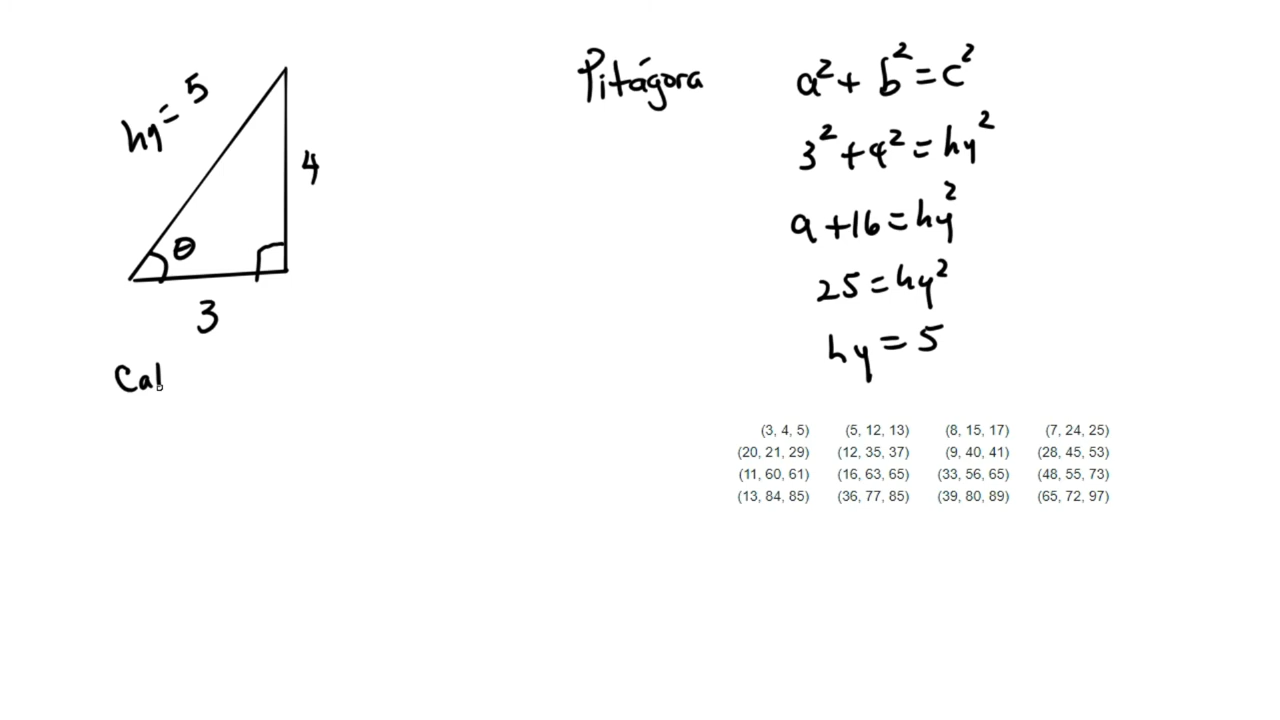 hy = 5
4
θ
3
Cal
Pitágora
a² + b² = c²
3² + 4² = hy²
9 + 16 = hy²
25 = hy²
hy = 5
(3, 4, 5) (5, 12, 13) (8, 15, 17) (7, 24, 25)
(20, 21, 29) (12, 35, 37) (9, 40, 41) (28, 45, 53)
(11, 60, 61) (16, 63, 65) (33, 56, 65) (48, 55, 73)
(13, 84, 85) (36, 77, 85) (39, 80, 89) (65, 72, 97)